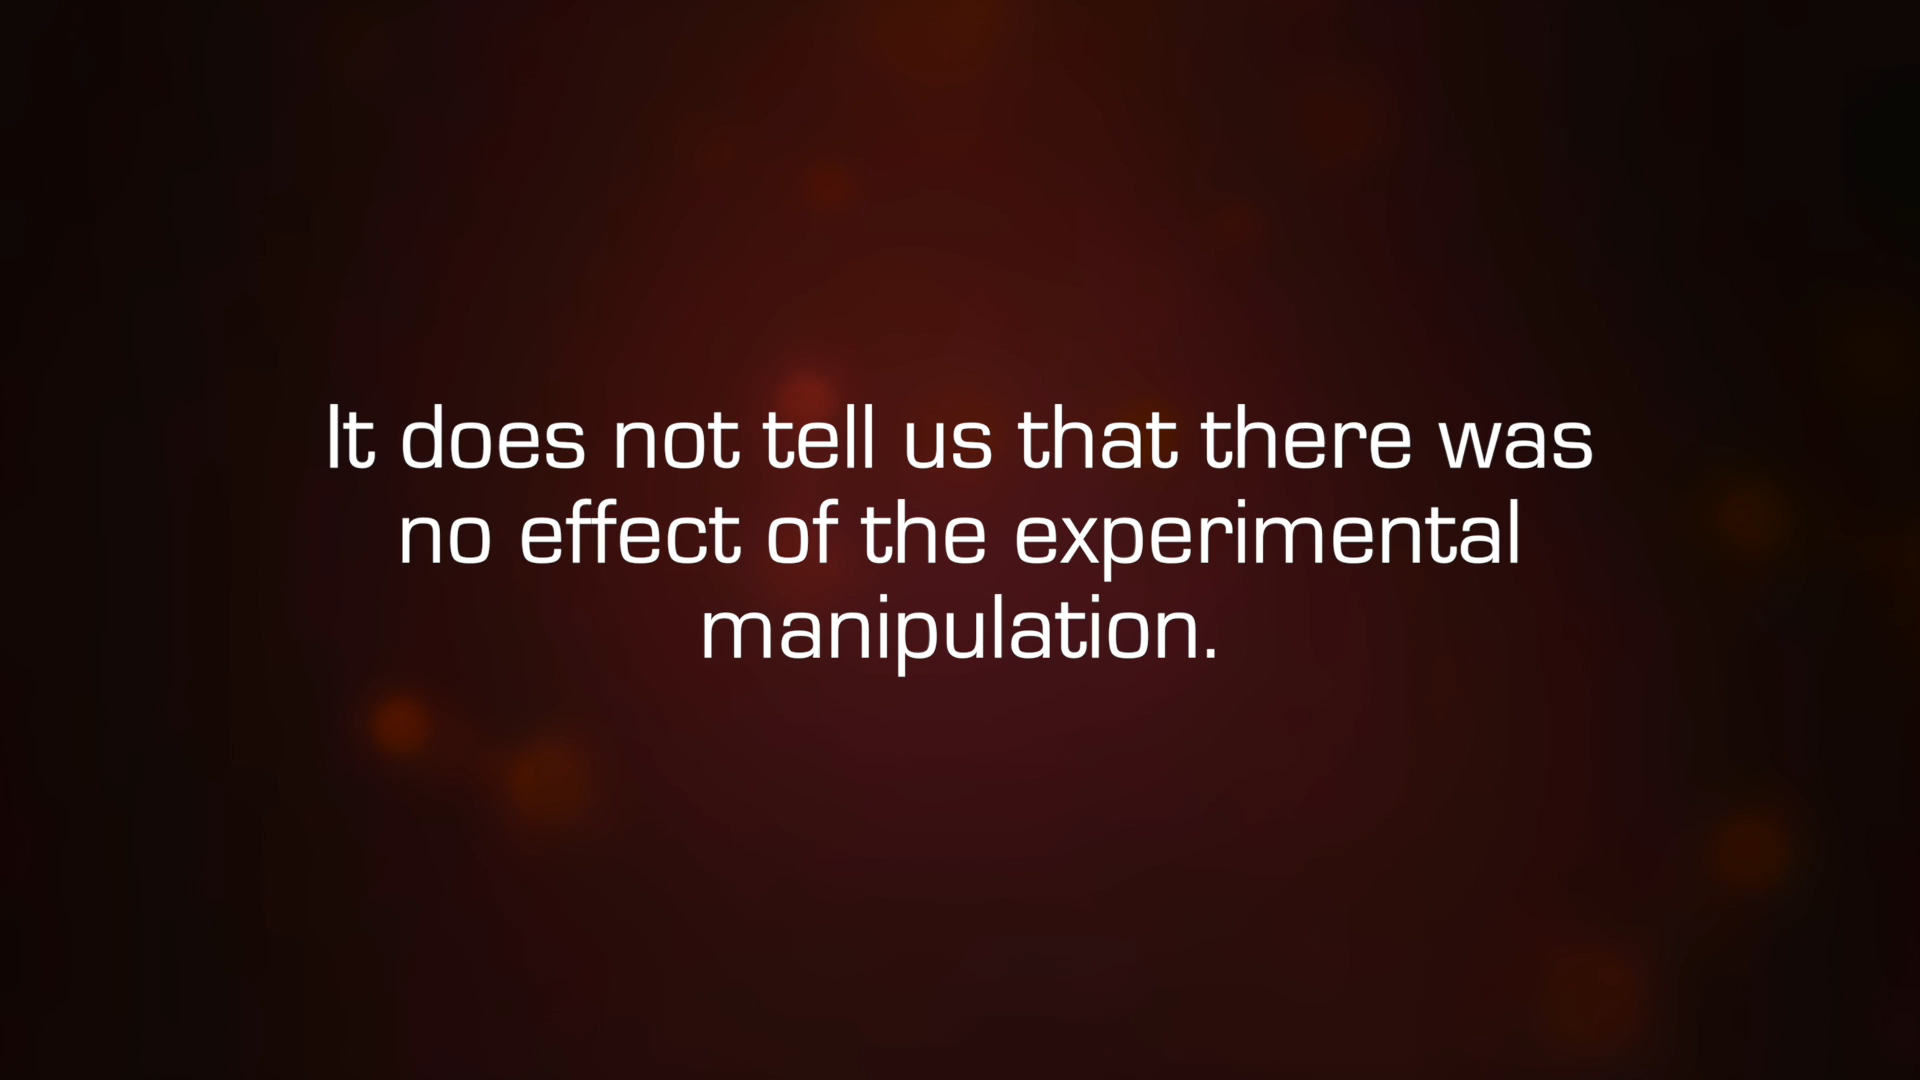 It does not tell us that there was
no effect of the experimental
manipulation.